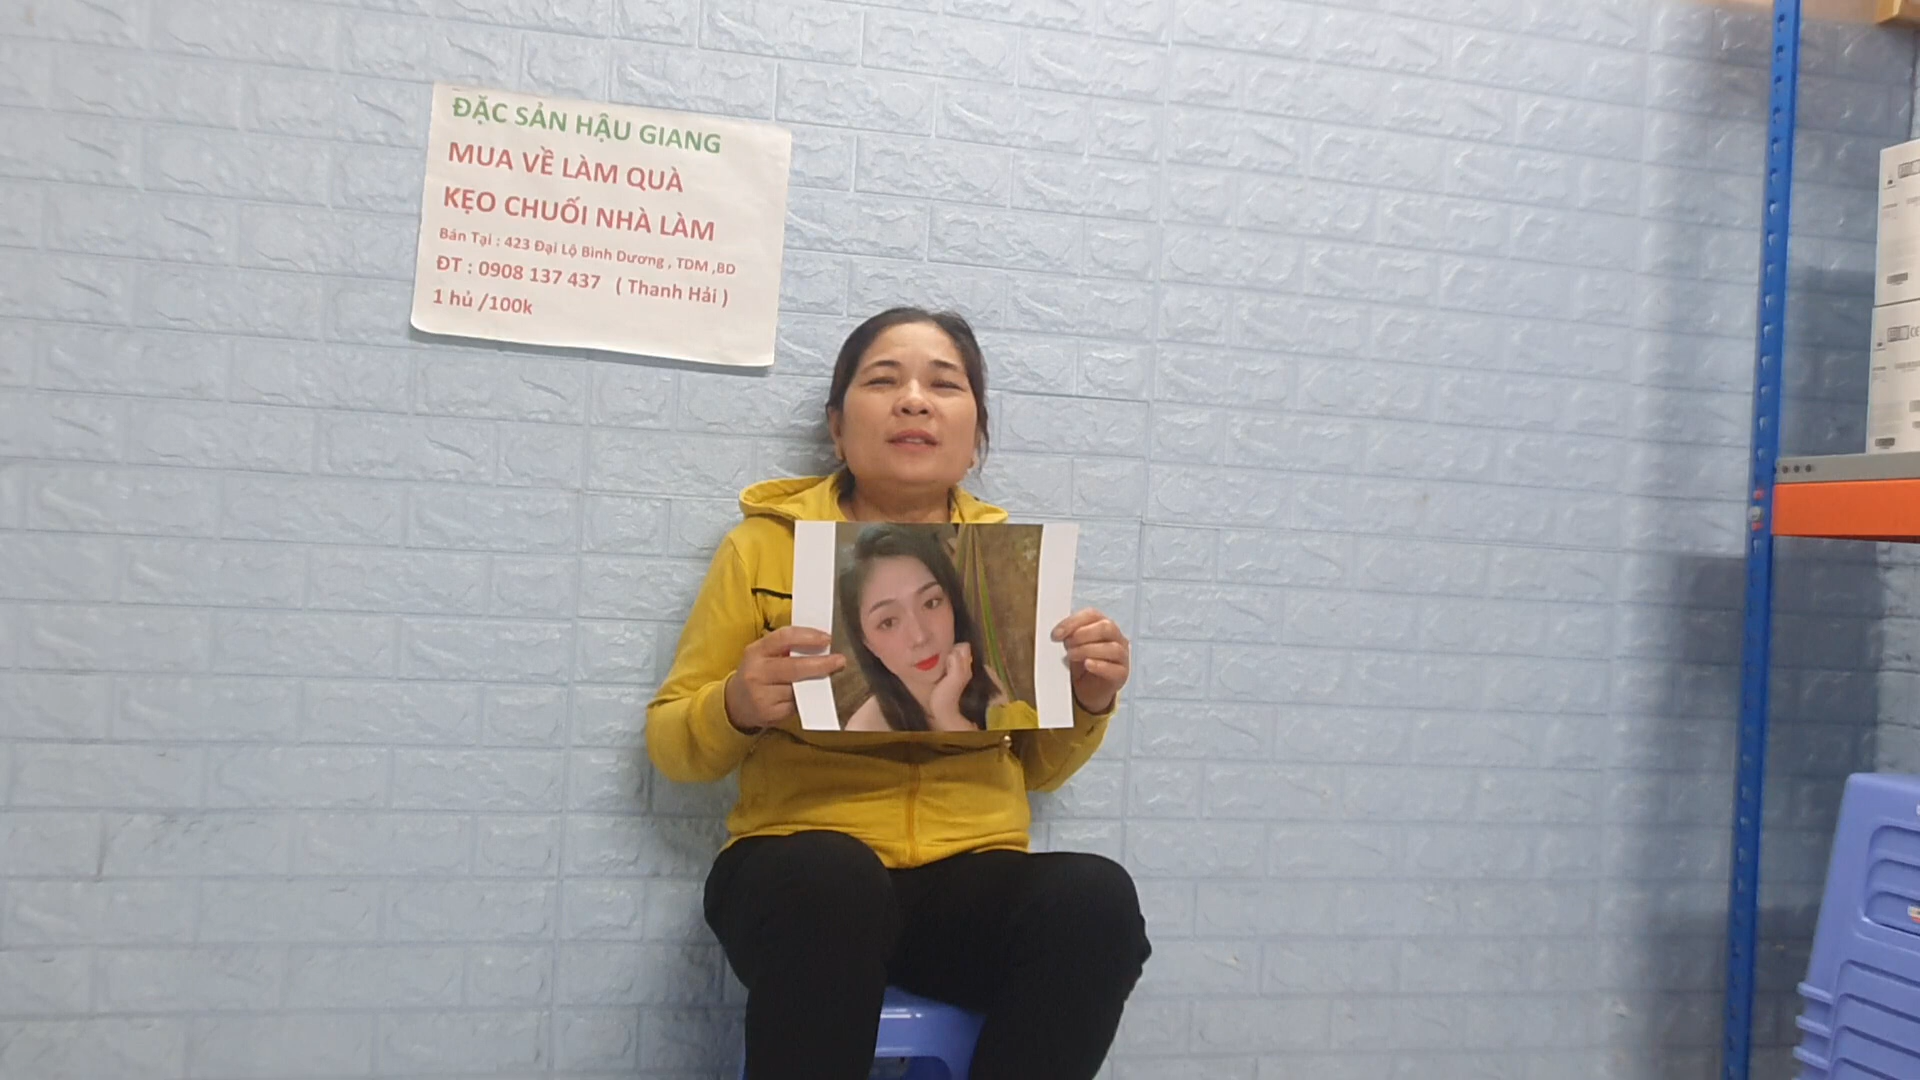 ĐẶC SẢN HẬU GIANG
MUA VỀ LÀM QUÀ
KẸO CHUỐI NHÀ LÀM
Bán Tại : 423 Đại Lộ Bình Dương , TDM ,BD
ĐT : 0908 137 437 ( Thanh Hải )
1 hủ /100k